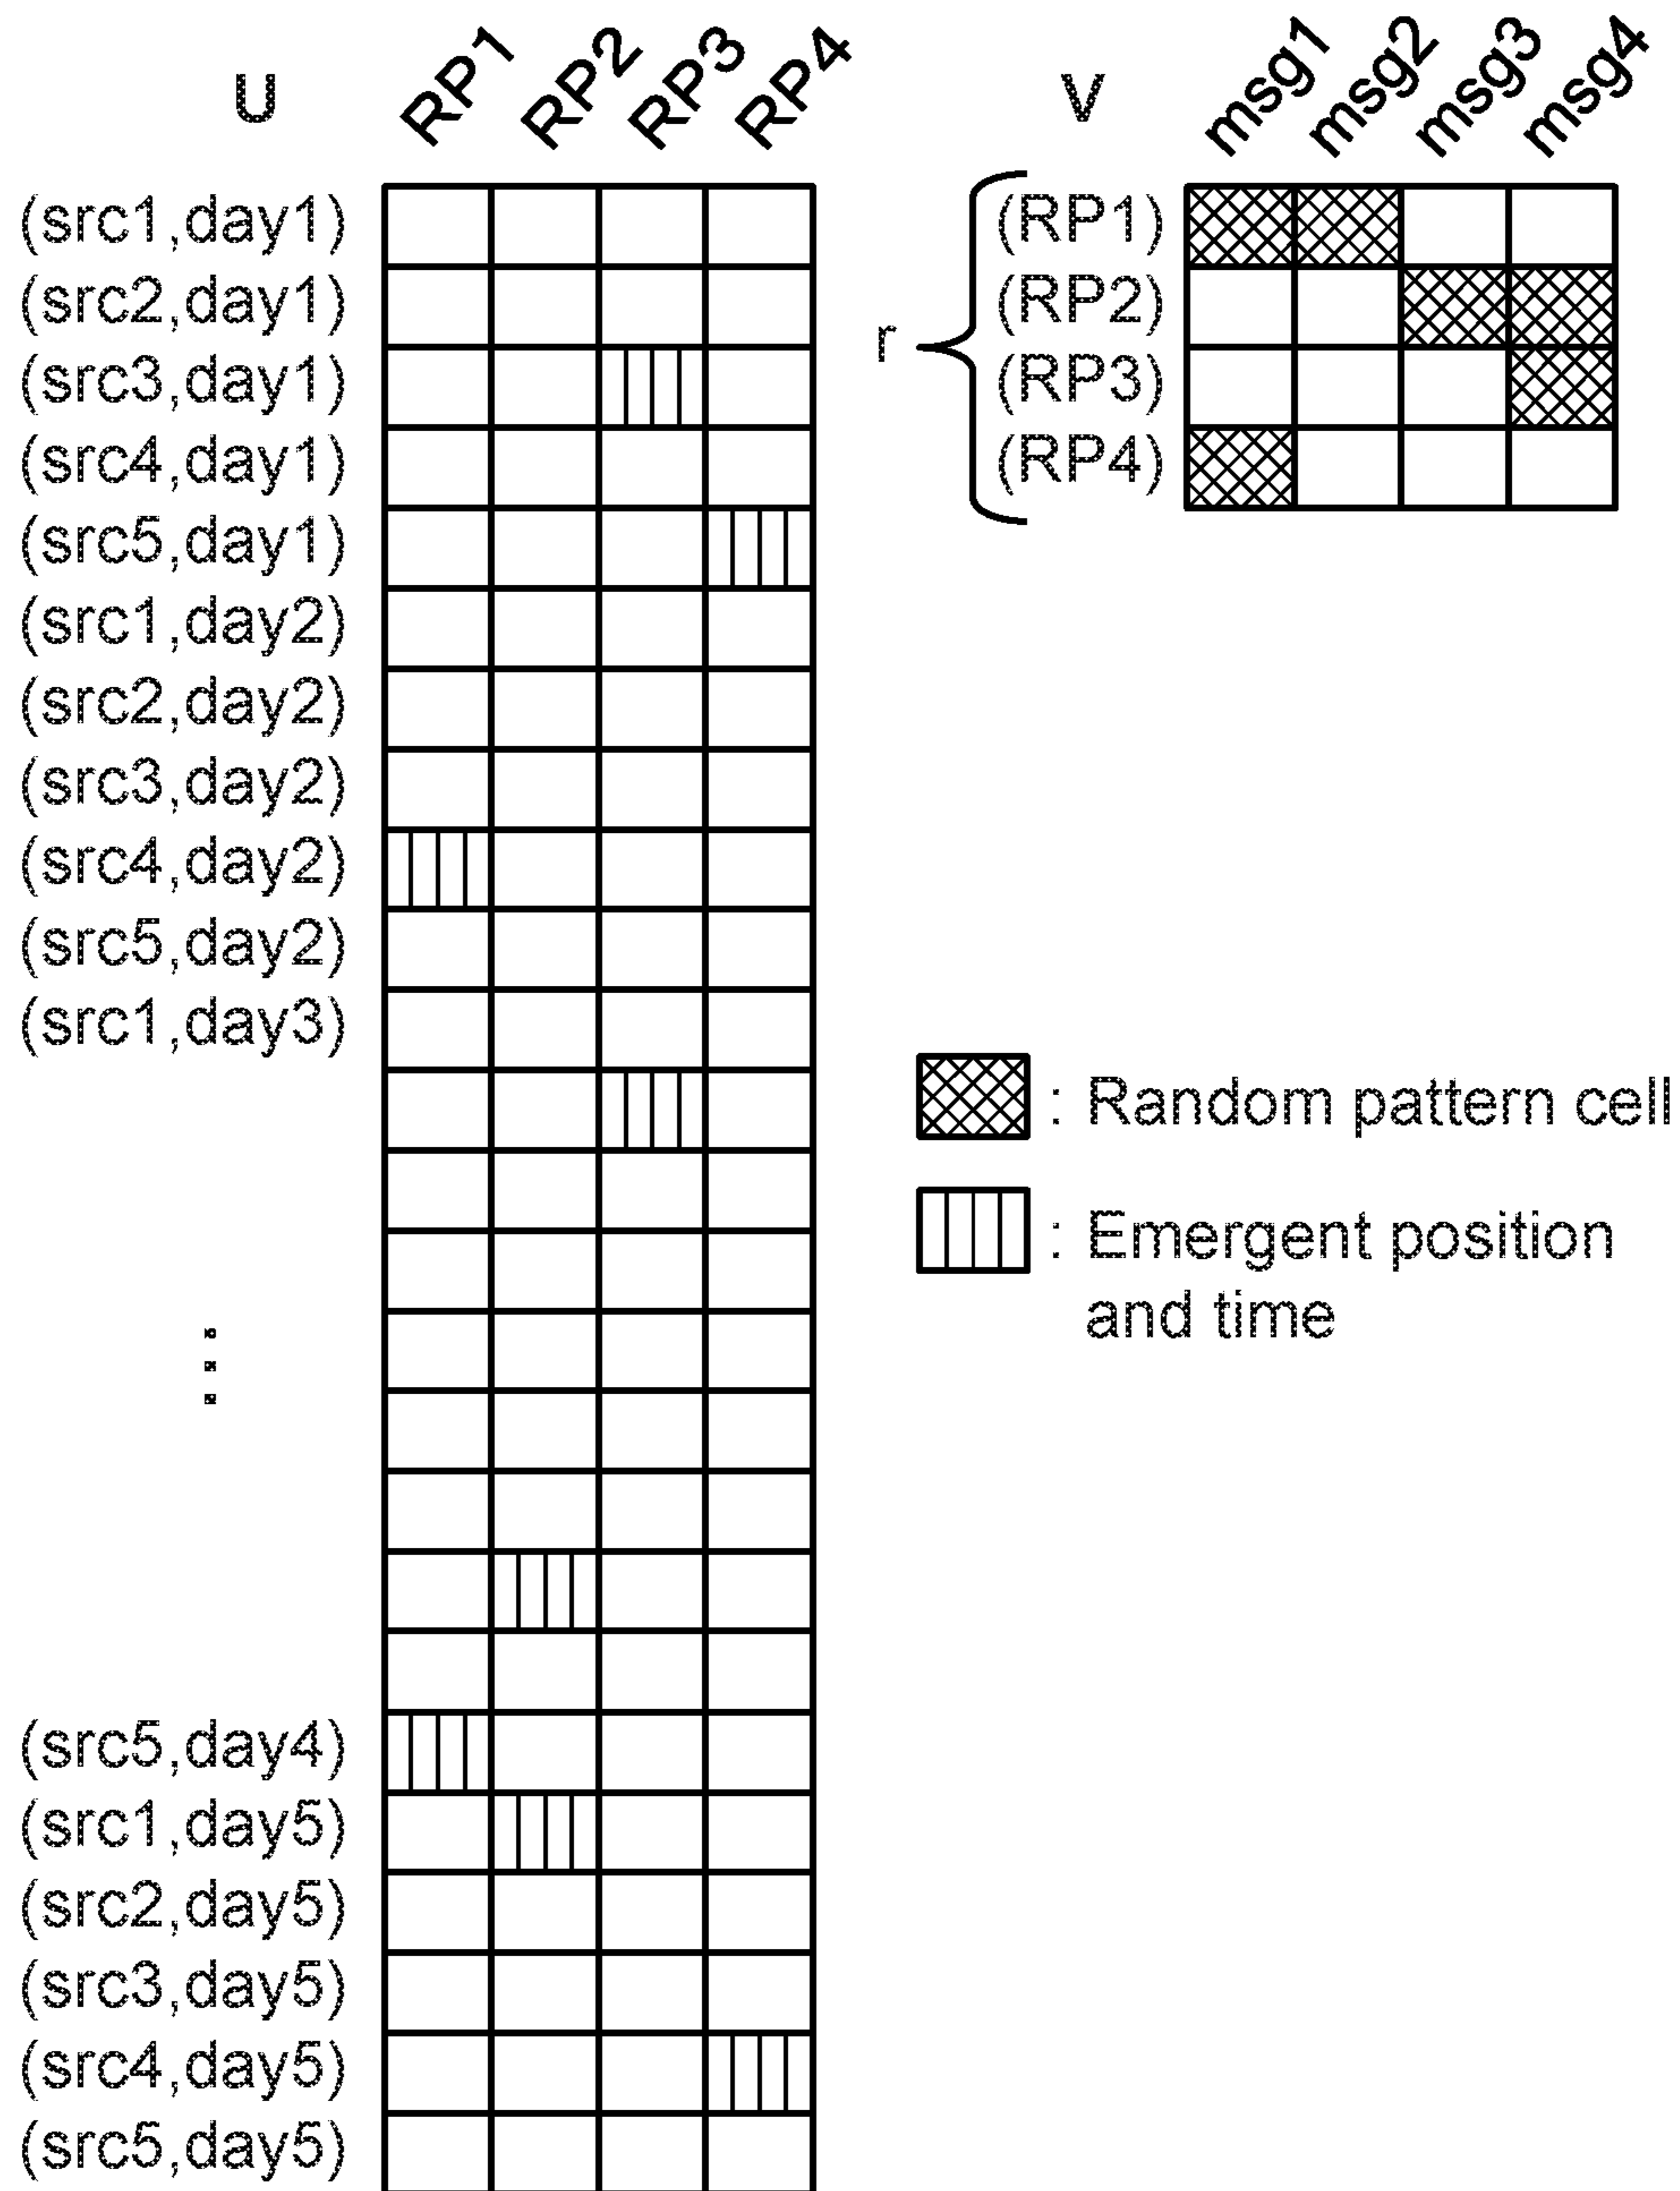 U RP1 RP2 RP3 RP4
(src1,day1)
(src2,day1)
(src3,day1)
(src4,day1)
(src5,day1)
(src1,day2)
(src2,day2)
(src3,day2)
(src4,day2)
(src5,day2)
(src1,day3)
(src5,day4)
(src1,day5)
(src2,day5)
(src3,day5)
(src4,day5)
(src5,day5)
V msg1 msg2 msg3 msg4
r
(RP1)
(RP2)
(RP3)
(RP4)
: Random pattern cell
: Emergent position
and time